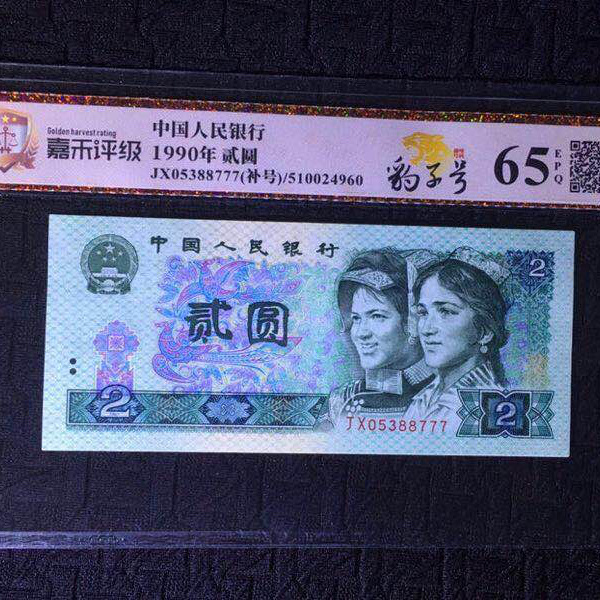 Golden harvest rating
嘉禾评级
中国人民银行
1990年 贰圆
JX05388777(补号)/510024960
豹子号
65
EPQ
中国人民银行
2
贰圆
2
JX05388777
2